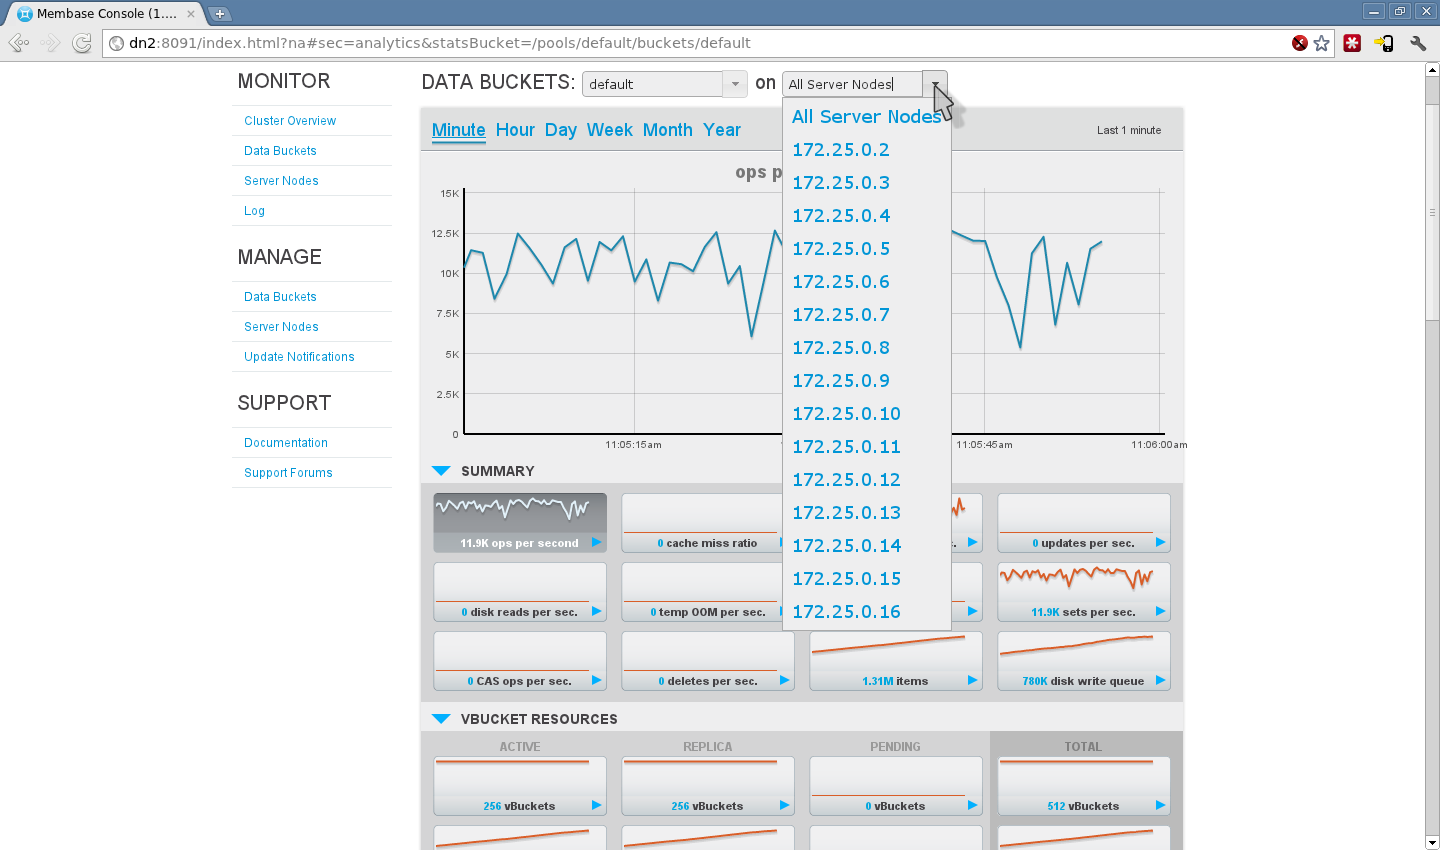 Membase Console (1....
dn2:8091/index.html?na#sec=analytics&statsBucket=/pools/default/buckets/default
MONITOR
Cluster Overview
Data Buckets
Server Nodes
Log
MANAGE
Data Buckets
Server Nodes
Update Notifications
SUPPORT
Documentation
Support Forums
DATA BUCKETS: default on All Server Nodes
All Server Nodes
172.25.0.2
172.25.0.3
172.25.0.4
172.25.0.5
172.25.0.6
172.25.0.7
172.25.0.8
172.25.0.9
172.25.0.10
172.25.0.11
172.25.0.12
172.25.0.13
172.25.0.14
172.25.0.15
172.25.0.16
Minute Hour Day Week Month Year
Last 1 minute
ops p
15K
12.5K
10K
7.5K
5K
2.5K
0
11:05:15am 11:05:45am 11:06:00am
SUMMARY
11.9K ops per second
0 cache miss ratio
c.
0 updates per sec.
0 disk reads per sec.
0 temp OOM per sec.
11.9K sets per sec.
0 CAS ops per sec.
0 deletes per sec.
1.31M items
780K disk write queue
VBUCKET RESOURCES
ACTIVE REPLICA PENDING TOTAL
256 vBuckets
256 vBuckets
0 vBuckets
512 vBuckets